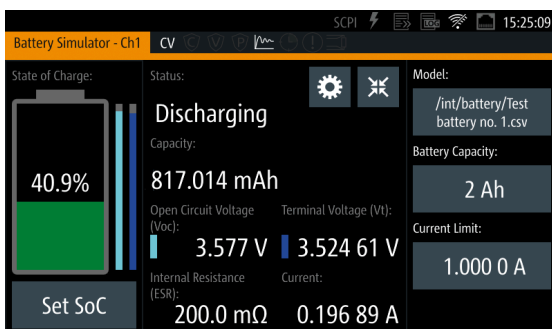 SCPI 15:25:09
Battery Simulator - Ch1 CV
State of Charge:
40.9%
Set SoC
Status:
Discharging
Capacity:
817.014 mAh
Open Circuit Voltage
(Voc):
3.577 V
Terminal Voltage (Vt):
3.524 61 V
Internal Resistance
(ESR):
200.0 mΩ
Current:
0.196 89 A
Model:
/int/battery/Test
battery no. 1.csv
Battery Capacity:
2 Ah
Current Limit:
1.000 0 A